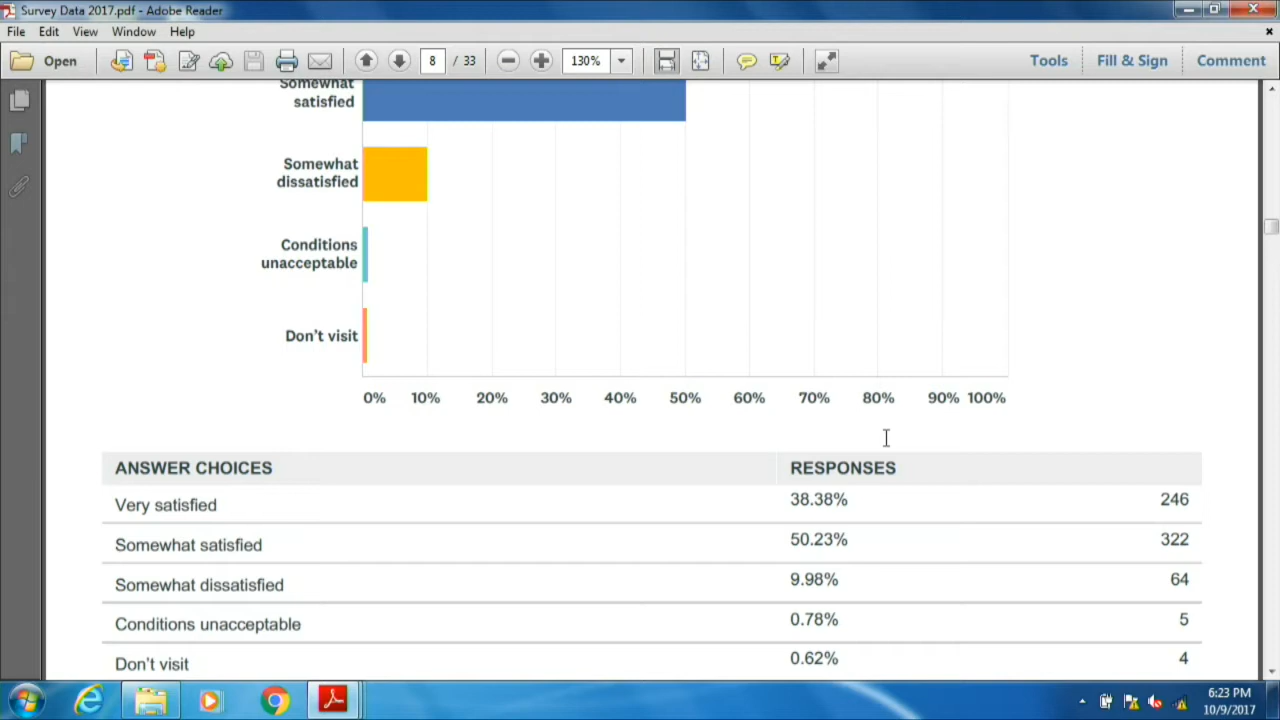 Survey Data 2017.pdf - Adobe Reader
File Edit View Window Help
Open 8 / 33 130% Tools Fill & Sign Comment
Somewhat
satisfied
Somewhat
dissatisfied
Conditions
unacceptable
Don't visit
0% 10% 20% 30% 40% 50% 60% 70% 80% 90% 100%
ANSWER CHOICES RESPONSES
Very satisfied 38.38% 246
Somewhat satisfied 50.23% 322
Somewhat dissatisfied 9.98% 64
Conditions unacceptable 0.78% 5
Don't visit 0.62% 4
6:23 PM
10/9/2017